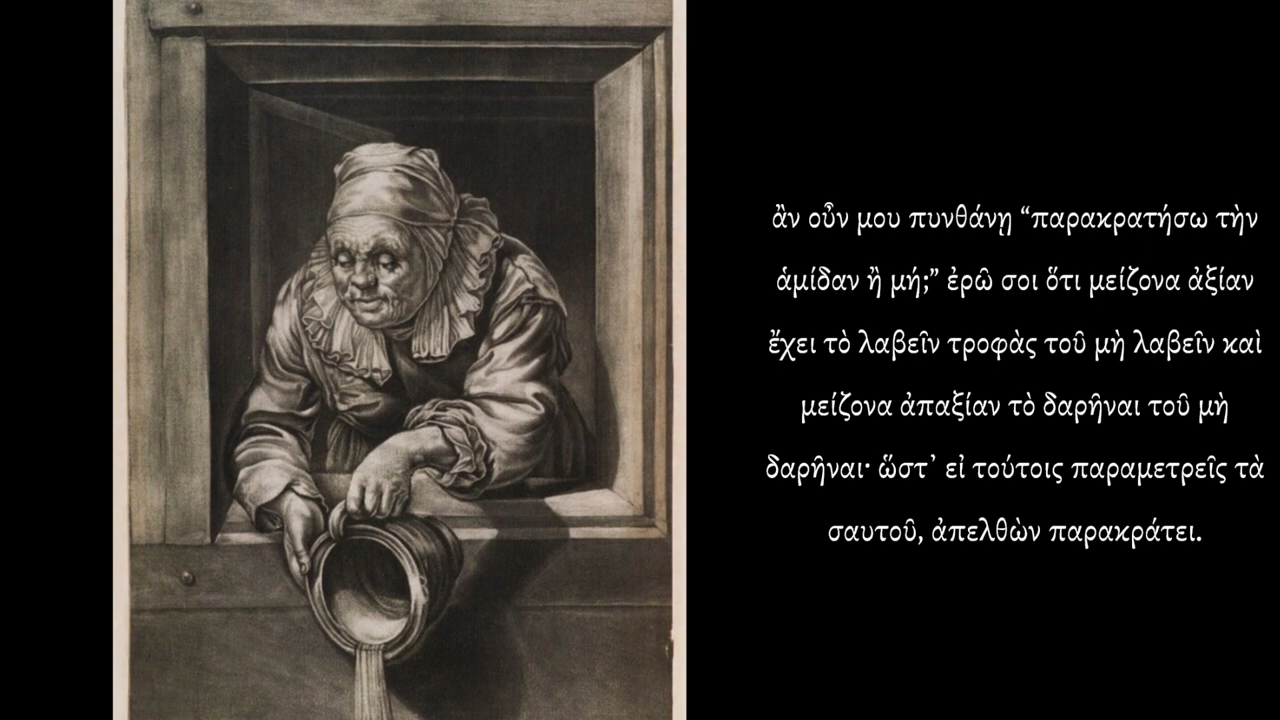 ἂν οὖν μου πυνθάνῃ “παρακρατήσω τὴν
ἁμίδαν ἢ μή;” ἐρῶ σοι ὅτι μείζονα ἀξίαν
ἔχει τὸ λαβεῖν τροφὰς τοῦ μὴ λαβεῖν καὶ
μείζονα ἀπαξίαν τὸ δαρῆναι τοῦ μὴ
δαρῆναι· ὥστ᾽ εἰ τούτοις παραμετρεῖς τὰ
σαυτοῦ, ἀπελθὼν παρακράτει.